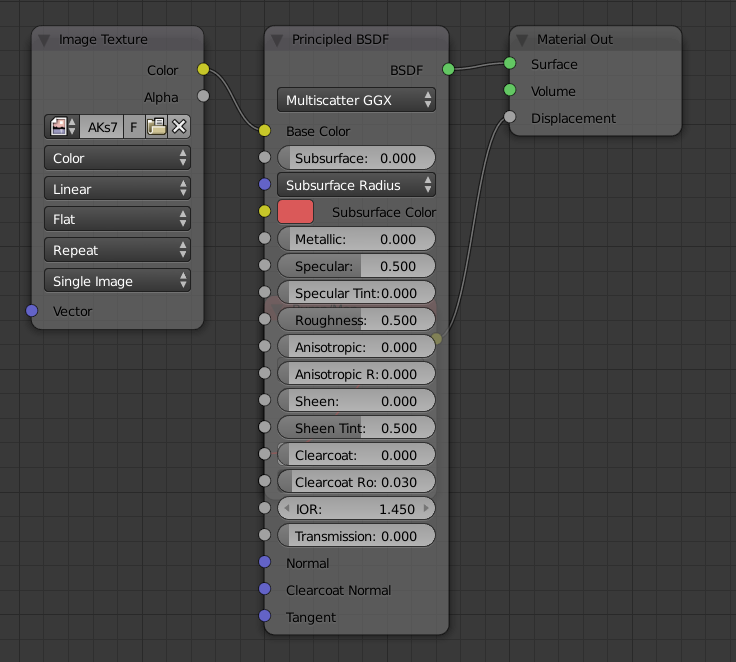 Image Texture
Color
Alpha
AKs7 F
Color
Linear
Flat
Repeat
Single Image
Vector
Principled BSDF
BSDF
Multiscatter GGX
Base Color
Subsurface: 0.000
Subsurface Radius
Subsurface Color
Metallic: 0.000
Specular: 0.500
Specular Tint: 0.000
Roughness: 0.500
Anisotropic: 0.000
Anisotropic R: 0.000
Sheen: 0.000
Sheen Tint: 0.500
Clearcoat: 0.000
Clearcoat Ro: 0.030
IOR: 1.450
Transmission: 0.000
Normal
Clearcoat Normal
Tangent
Material Out
Surface
Volume
Displacement